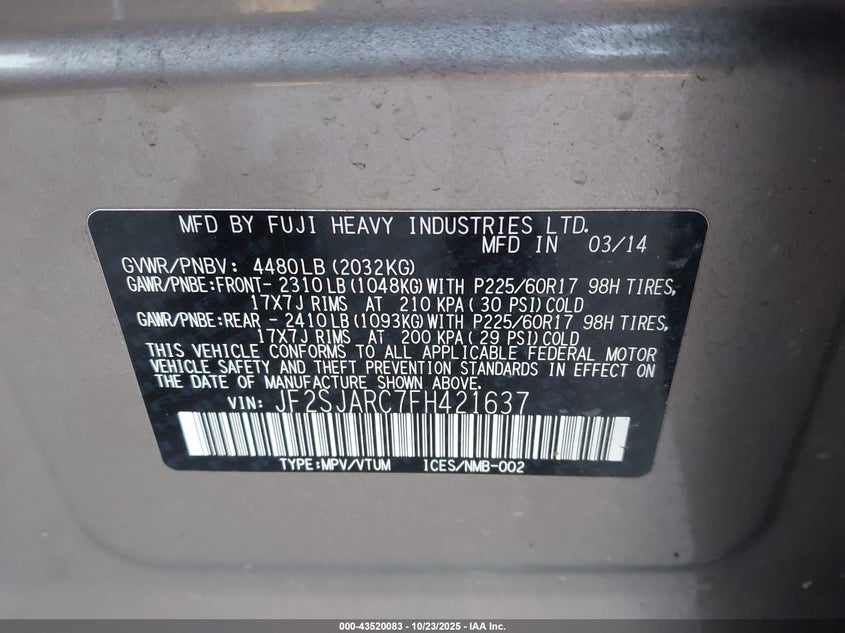 MFD BY FUJI HEAVY INDUSTRIES LTD.
MFD IN 03/14
GVWR/PNBV: 4480LB (2032KG)
GAWR/PNBE:FRONT- 2310LB (1048KG) WITH P225/60R17 98H TIRES,
17X7J RIMS AT 210 KPA (30 PSI) COLD
GAWR/PNBE:REAR - 2410LB (1093KG) WITH P225/60R17 98H TIRES,
17X7J RIMS AT 200 KPA (29 PSI) COLD
THIS VEHICLE CONFORMS TO ALL APPLICABLE FEDERAL MOTOR
VEHICLE SAFETY AND THEFT PREVENTION STANDARDS IN EFFECT ON
THE DATE OF MANUFACTURE SHOWN ABOVE.
VIN: JF2SJARC7FH421637
TYPE:MPV/VTUM ICES/NMB-002
000-43520083 - 10/23/2025 - IAA Inc.